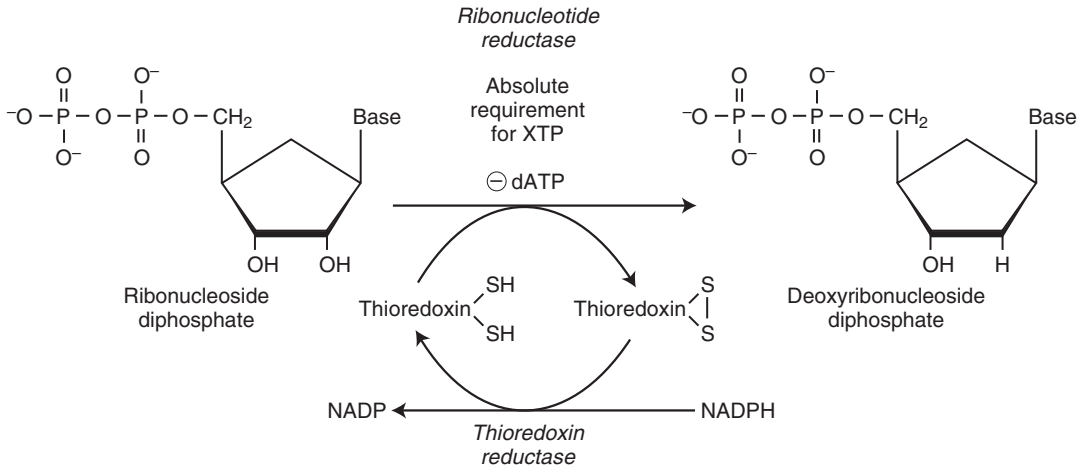 Ribonucleotide
reductase
Absolute
requirement
for XTP
⊖ dATP
O O⁻
⁻O – P – O – P – O – CH₂ Base
O⁻ O
OH OH
Ribonucleoside
diphosphate
O O⁻
⁻O – P – O – P – O – CH₂ Base
O⁻ O
OH H
Deoxyribonucleoside
diphosphate
SH
Thioredoxin
SH
S
Thioredoxin
S
NADP NADPH
Thioredoxin
reductase